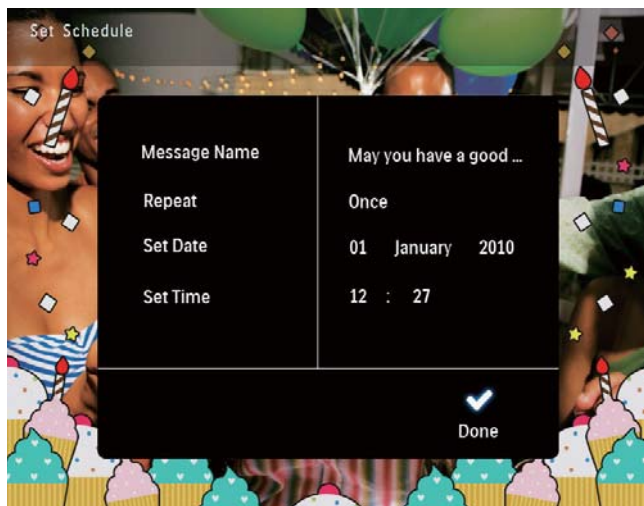 Set Schedule
Message Name May you have a good ...
Repeat Once
Set Date 01 January 2010
Set Time 12 : 27
Done